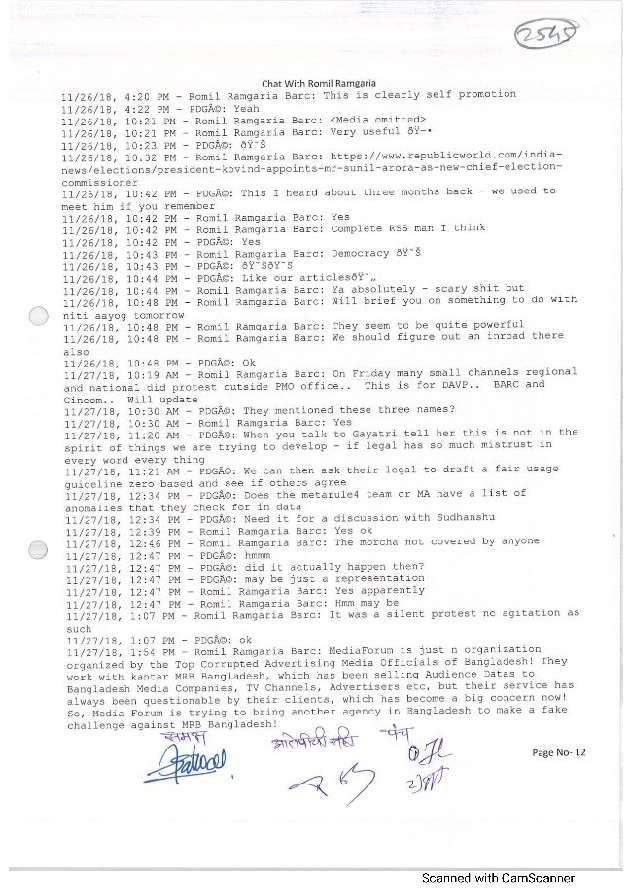 2545
Chat With Romil Ramgaria
11/26/18, 4:20 PM - Romil Ramgaria Barc: This is clearly self promotion
11/26/18, 4:22 PM - PDGÃ©: Yeah
11/26/18, 10:21 PM - Romil Ramgaria Barc: <Media omitted>
11/26/18, 10:21 PM - Romil Ramgaria Barc: Very useful ðŸ˜•
11/26/18, 10:23 PM - PDGÃ©: ðŸ˜Š
11/26/18, 10:32 PM - Romil Ramgaria Barc: https://www.republicworld.com/india-
news/elections/president-kovind-appoints-mr-sunil-arora-as-new-chief-election-
commissioner
11/26/18, 10:42 PM - PDGÃ©: This I heard about three months back - we used to
meet him if you remember
11/26/18, 10:42 PM - Romil Ramgaria Barc: Yes
11/26/18, 10:42 PM - Romil Ramgaria Barc: Complete RSS man I think
11/26/18, 10:42 PM - PDGÃ©: Yes
11/26/18, 10:43 PM - Romil Ramgaria Barc: Democracy ðŸ˜Š
11/26/18, 10:43 PM - PDGÃ©: ðŸ˜ŠðŸ˜Š
11/26/18, 10:44 PM - PDGÃ©: Like our articlesðŸ˜„
11/26/18, 10:44 PM - Romil Ramgaria Barc: Ya absolutely - scary shit but
11/26/18, 10:48 PM - Romil Ramgaria Barc: Will brief you on something to do with
niti aayog tomorrow
11/26/18, 10:48 PM - Romil Ramgaria Barc: They seem to be quite powerful
11/26/18, 10:48 PM - Romil Ramgaria Barc: We should figure out an inroad there
also
11/26/18, 10:48 PM - PDGÃ©: Ok
11/27/18, 10:19 AM - Romil Ramgaria Barc: On Friday many small channels regional
and national did protest outside PMO office.. This is for DAVP.. BARC and
Cincom.. Will update
11/27/18, 10:30 AM - PDGÃ©: They mentioned these three names?
11/27/18, 10:30 AM - Romil Ramgaria Barc: Yes
11/27/18, 11:20 AM - PDGÃ©: When you talk to Gayatri tell her this is not in the
spirit of things we are trying to develop - if legal has so much mistrust in
every word every thing
11/27/18, 11:21 AM - PDGÃ©: We can then ask their legal to draft a fair usage
guideline zero based and see if others agree
11/27/18, 12:34 PM - PDGÃ©: Does the metarule4 team or MA have a list of
anomalies that they check for in data
11/27/18, 12:34 PM - PDGÃ©: Need it for a discussion with Sudhanshu
11/27/18, 12:39 PM - Romil Ramgaria Barc: Yes ok
11/27/18, 12:46 PM - Romil Ramgaria Barc: The morcha not covered by anyone
11/27/18, 12:47 PM - PDGÃ©: hmmm
11/27/18, 12:47 PM - PDGÃ©: did it actually happen then?
11/27/18, 12:47 PM - PDGÃ©: may be just a representation
11/27/18, 12:47 PM - Romil Ramgaria Barc: Yes apparently
11/27/18, 12:47 PM - Romil Ramgaria Barc: Hmm may be
11/27/18, 1:07 PM - Romil Ramgaria Barc: It was a silent protest no agitation as
such
11/27/18, 1:07 PM - PDGÃ©: ok
11/27/18, 1:54 PM - Romil Ramgaria Barc: MediaForum is just n organization
organized by the Top Corrupted Advertising Media Officials of Bangladesh! They
work with kantar MRB Bangladesh, which has been selling Audience Datas to
Bangladesh Media Companies, TV Channels, Advertisers etc, but their service has
always been questionable by their clients, which has become a big concern now!
So, Media Forum is trying to bring another agency in Bangladesh to make a fake
challenge against MRB Bangladesh!
समक्ष पंच
Page No- 12
Scanned with CamScanner